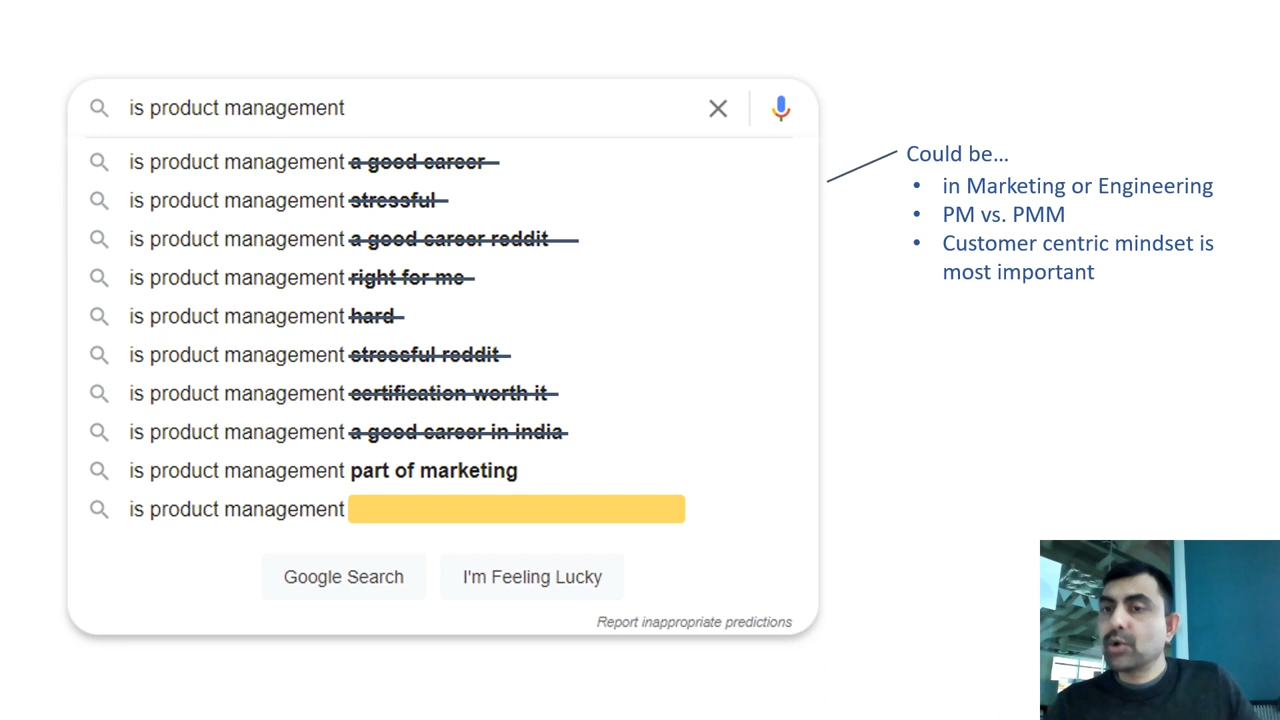 is product management
is product management a good career
is product management stressful
is product management a good career reddit
is product management right for me
is product management hard
is product management stressful reddit
is product management certification worth it
is product management a good career in india
is product management part of marketing
is product management
Google Search
I'm Feeling Lucky
Report inappropriate predictions
Could be…
• in Marketing or Engineering
• PM vs. PMM
• Customer centric mindset is
most important